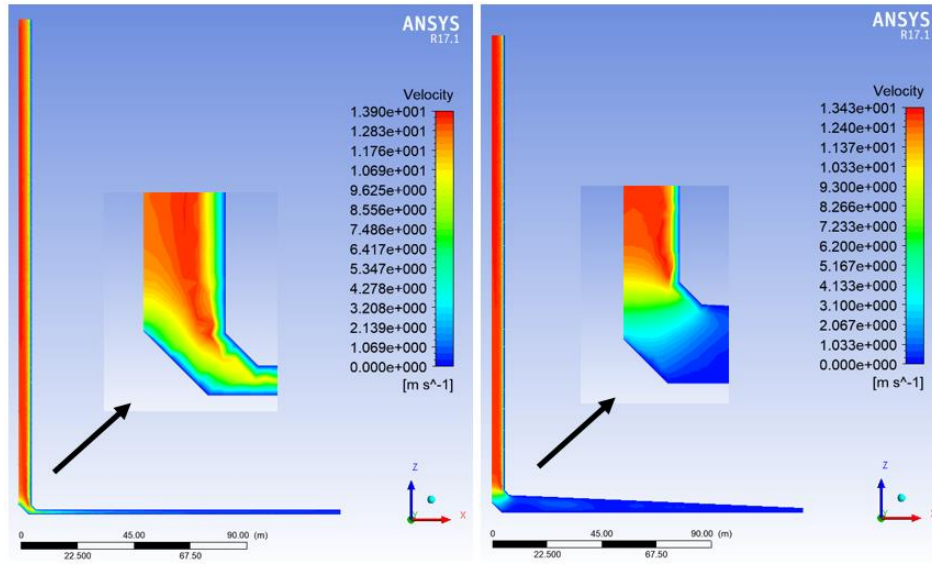 ANSYS
R17.1
Velocity
1.390e+001
1.283e+001
1.176e+001
1.069e+001
9.625e+000
8.556e+000
7.486e+000
6.417e+000
5.347e+000
4.278e+000
3.208e+000
2.139e+000
1.069e+000
0.000e+000
[m s^-1]
Z
Y
X
0 45.00 90.00 (m)
22.500 67.50
ANSYS
R17.1
Velocity
1.343e+001
1.240e+001
1.137e+001
1.033e+001
9.300e+000
8.266e+000
7.233e+000
6.200e+000
5.167e+000
4.133e+000
3.100e+000
2.067e+000
1.033e+000
0.000e+000
[m s^-1]
Z
Y
X
0 45.00 90.00 (m)
22.500 67.50